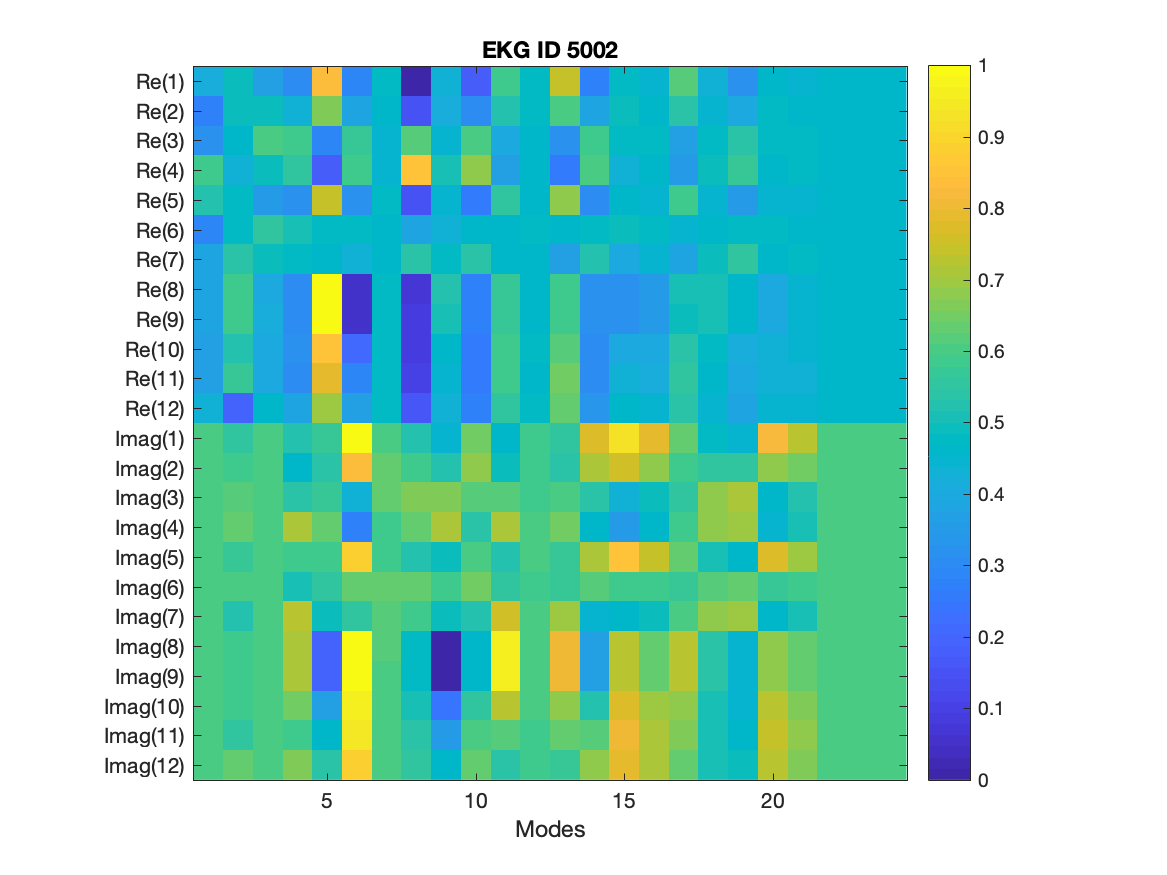 EKG ID 5002
Re(1)
Re(2)
Re(3)
Re(4)
Re(5)
Re(6)
Re(7)
Re(8)
Re(9)
Re(10)
Re(11)
Re(12)
Imag(1)
Imag(2)
Imag(3)
Imag(4)
Imag(5)
Imag(6)
Imag(7)
Imag(8)
Imag(9)
Imag(10)
Imag(11)
Imag(12)
5 10 15 20
Modes
1
0.9
0.8
0.7
0.6
0.5
0.4
0.3
0.2
0.1
0